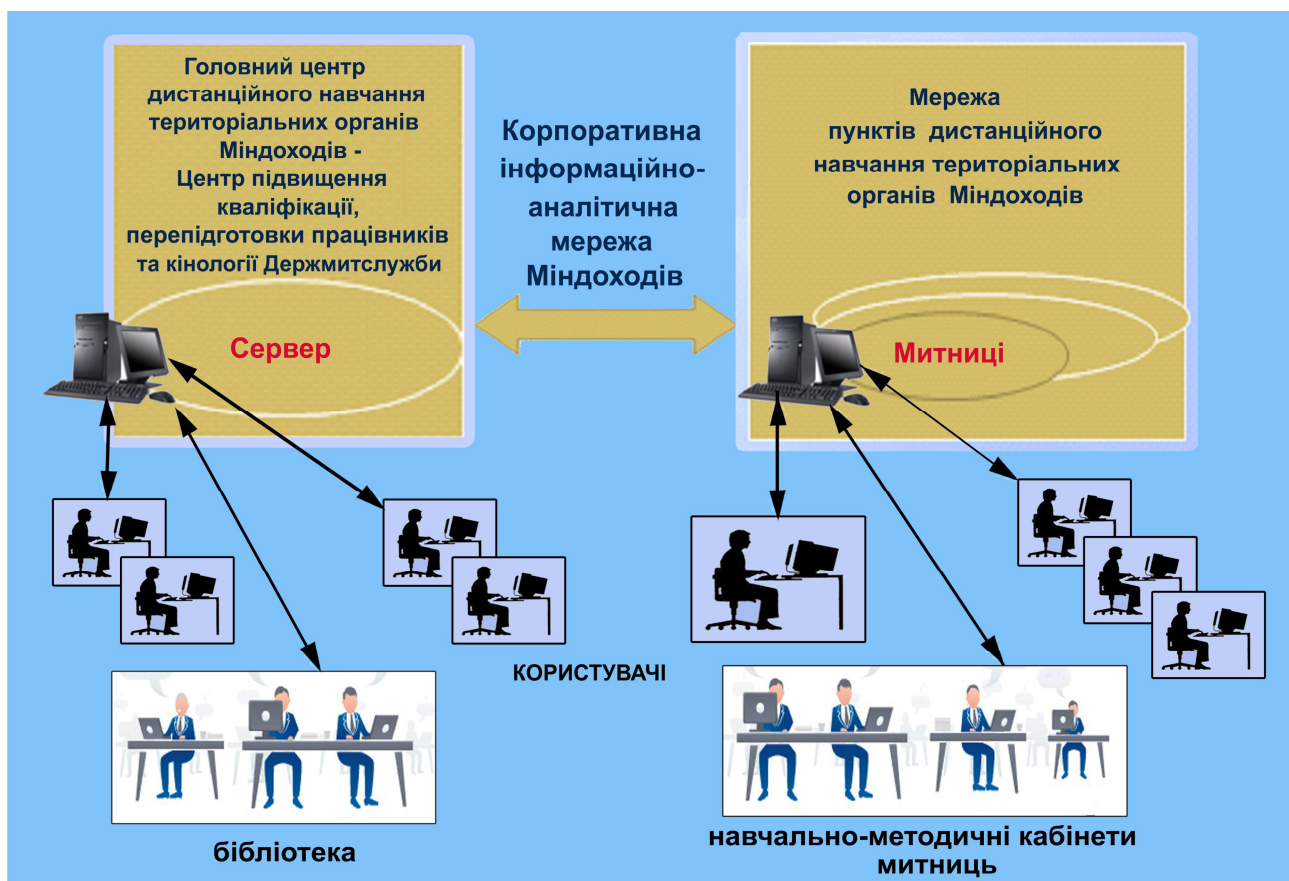 Головний центр
дистанційного навчання
територіальних органів
Міндоходів -
Центр підвищення
кваліфікації,
перепідготовки працівників
та кінології Держмитслужби
Сервер
Корпоративна
інформаційно-
аналітична
мережа
Міндоходів
Мережа
пунктів дистанційного
навчання територіальних
органів Міндоходів
Митниці
КОРИСТУВАЧІ
бібліотека
навчально-методичні кабінети
митниць